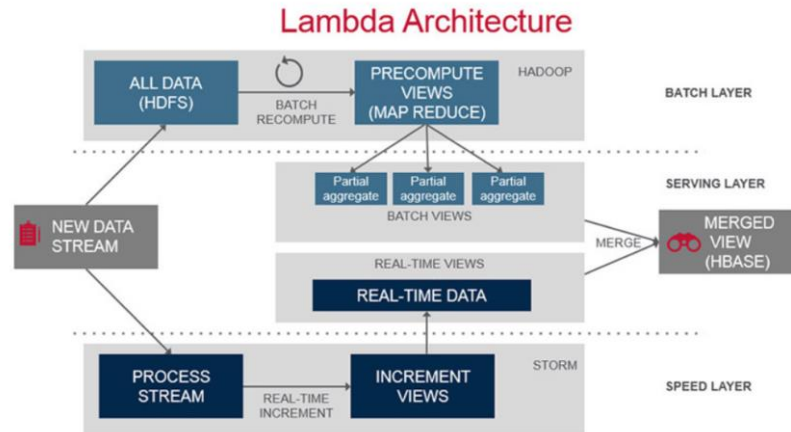 Lambda Architecture
ALL DATA
(HDFS)
BATCH
RECOMPUTE
PRECOMPUTE
VIEWS
(MAP REDUCE)
HADOOP
BATCH LAYER
Partial
aggregate
Partial
aggregate
Partial
aggregate
BATCH VIEWS
SERVING LAYER
NEW DATA
STREAM
MERGE
MERGED
VIEW
(HBASE)
REAL-TIME VIEWS
REAL-TIME DATA
PROCESS
STREAM
REAL-TIME
INCREMENT
INCREMENT
VIEWS
STORM
SPEED LAYER